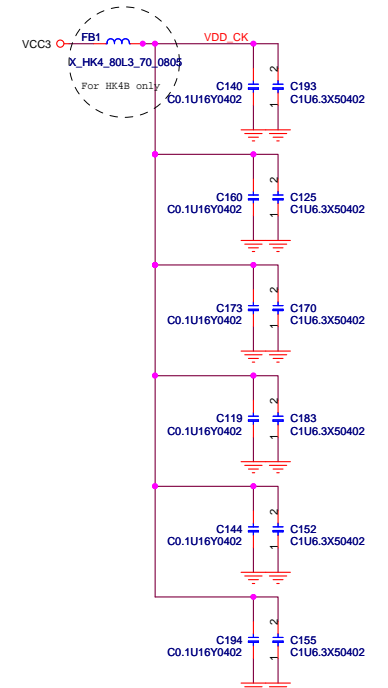 FB1
VCC3
VDD_CK
X_HK4_80L3_70_0805
For HK4B only
C140
C0.1U16Y0402
2
1
C193
C1U6.3X50402
C160
C0.1U16Y0402
2
1
C125
C1U6.3X50402
C173
C0.1U16Y0402
2
1
C170
C1U6.3X50402
C119
C0.1U16Y0402
2
1
C183
C1U6.3X50402
C144
C0.1U16Y0402
2
1
C152
C1U6.3X50402
C194
C0.1U16Y0402
2
1
C155
C1U6.3X50402